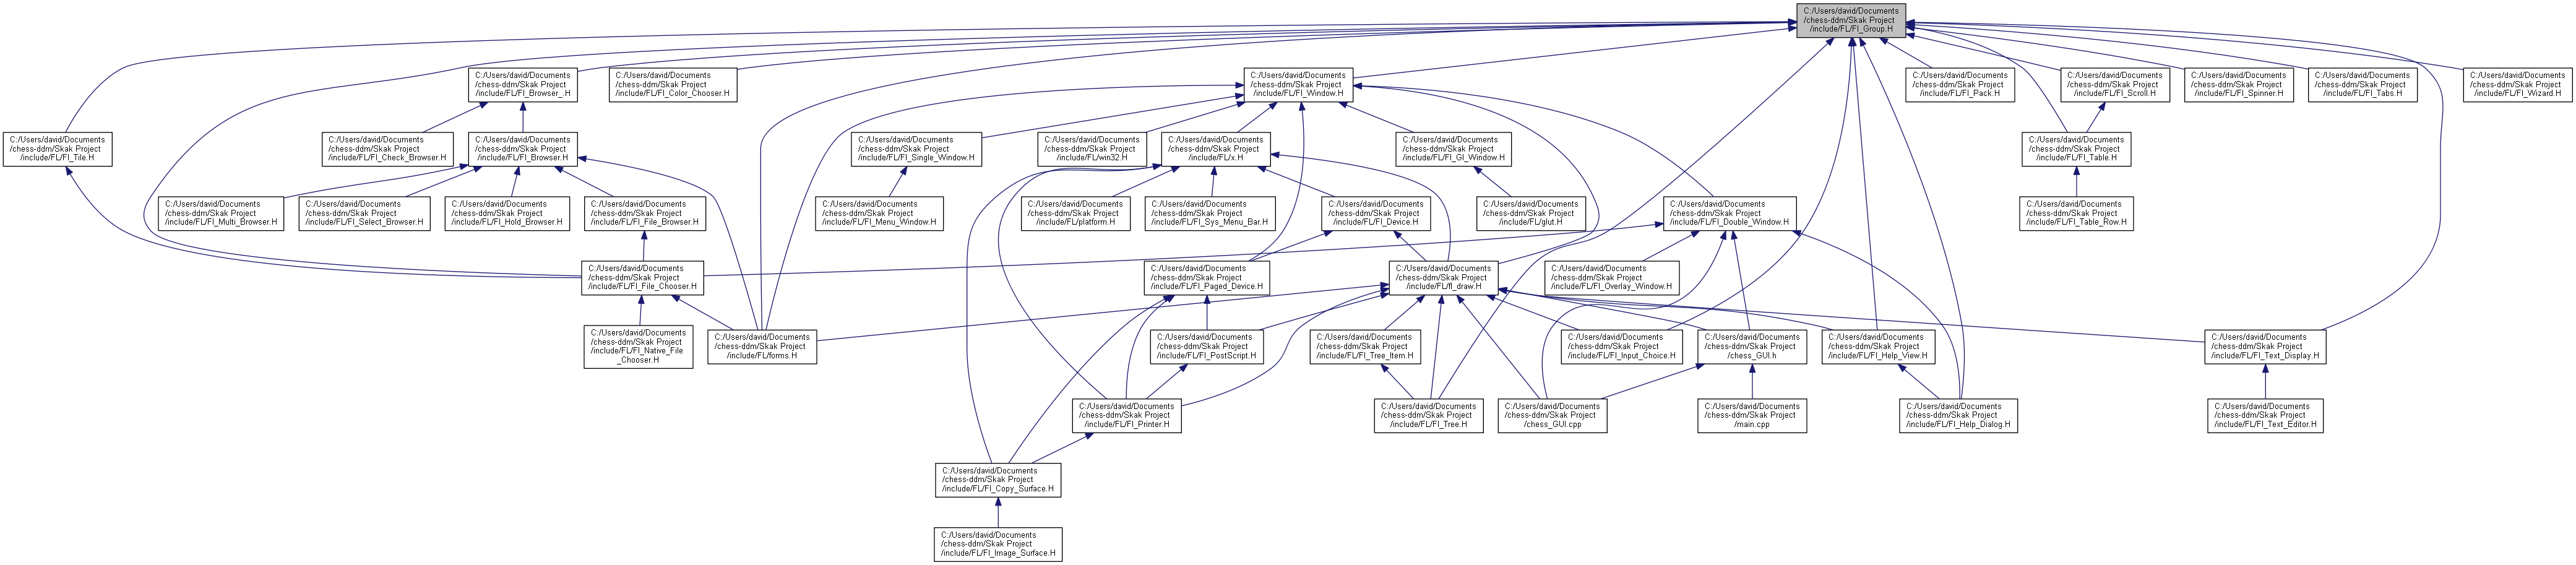 C:/Users/david/Documents
/chess-ddm/Skak Project
/include/FL/Fl_Group.H
C:/Users/david/Documents
/chess-ddm/Skak Project
/include/FL/Fl_Browser_.H
C:/Users/david/Documents
/chess-ddm/Skak Project
/include/FL/Fl_Color_Chooser.H
C:/Users/david/Documents
/chess-ddm/Skak Project
/include/FL/Fl_Window.H
C:/Users/david/Documents
/chess-ddm/Skak Project
/include/FL/Fl_Pack.H
C:/Users/david/Documents
/chess-ddm/Skak Project
/include/FL/Fl_Scroll.H
C:/Users/david/Documents
/chess-ddm/Skak Project
/include/FL/Fl_Spinner.H
C:/Users/david/Documents
/chess-ddm/Skak Project
/include/FL/Fl_Tabs.H
C:/Users/david/Documents
/chess-ddm/Skak Project
/include/FL/Fl_Wizard.H
C:/Users/david/Documents
/chess-ddm/Skak Project
/include/FL/Fl_Tile.H
C:/Users/david/Documents
/chess-ddm/Skak Project
/include/FL/Fl_Check_Browser.H
C:/Users/david/Documents
/chess-ddm/Skak Project
/include/FL/Fl_Browser.H
C:/Users/david/Documents
/chess-ddm/Skak Project
/include/FL/Fl_Single_Window.H
C:/Users/david/Documents
/chess-ddm/Skak Project
/include/FL/win32.H
C:/Users/david/Documents
/chess-ddm/Skak Project
/include/FL/x.H
C:/Users/david/Documents
/chess-ddm/Skak Project
/include/FL/Fl_Gl_Window.H
C:/Users/david/Documents
/chess-ddm/Skak Project
/include/FL/Fl_Table.H
C:/Users/david/Documents
/chess-ddm/Skak Project
/include/FL/Fl_Multi_Browser.H
C:/Users/david/Documents
/chess-ddm/Skak Project
/include/FL/Fl_Select_Browser.H
C:/Users/david/Documents
/chess-ddm/Skak Project
/include/FL/Fl_Hold_Browser.H
C:/Users/david/Documents
/chess-ddm/Skak Project
/include/FL/Fl_File_Browser.H
C:/Users/david/Documents
/chess-ddm/Skak Project
/include/FL/Fl_Menu_Window.H
C:/Users/david/Documents
/chess-ddm/Skak Project
/include/FL/platform.H
C:/Users/david/Documents
/chess-ddm/Skak Project
/include/FL/Fl_Sys_Menu_Bar.H
C:/Users/david/Documents
/chess-ddm/Skak Project
/include/FL/Fl_Device.H
C:/Users/david/Documents
/chess-ddm/Skak Project
/include/FL/glut.H
C:/Users/david/Documents
/chess-ddm/Skak Project
/include/FL/Fl_Double_Window.H
C:/Users/david/Documents
/chess-ddm/Skak Project
/include/FL/Fl_Table_Row.H
C:/Users/david/Documents
/chess-ddm/Skak Project
/include/FL/Fl_File_Chooser.H
C:/Users/david/Documents
/chess-ddm/Skak Project
/include/FL/Fl_Paged_Device.H
C:/Users/david/Documents
/chess-ddm/Skak Project
/include/FL/fl_draw.H
C:/Users/david/Documents
/chess-ddm/Skak Project
/include/FL/Fl_Overlay_Window.H
C:/Users/david/Documents
/chess-ddm/Skak Project
/include/FL/Fl_Native_File
_Chooser.H
C:/Users/david/Documents
/chess-ddm/Skak Project
/include/FL/forms.H
C:/Users/david/Documents
/chess-ddm/Skak Project
/include/FL/Fl_PostScript.H
C:/Users/david/Documents
/chess-ddm/Skak Project
/include/FL/Fl_Tree_Item.H
C:/Users/david/Documents
/chess-ddm/Skak Project
/include/FL/Fl_Input_Choice.H
C:/Users/david/Documents
/chess-ddm/Skak Project
/chess_GUI.h
C:/Users/david/Documents
/chess-ddm/Skak Project
/include/FL/Fl_Help_View.H
C:/Users/david/Documents
/chess-ddm/Skak Project
/include/FL/Fl_Text_Display.H
C:/Users/david/Documents
/chess-ddm/Skak Project
/include/FL/Fl_Printer.H
C:/Users/david/Documents
/chess-ddm/Skak Project
/include/FL/Fl_Tree.H
C:/Users/david/Documents
/chess-ddm/Skak Project
/chess_GUI.cpp
C:/Users/david/Documents
/chess-ddm/Skak Project
/main.cpp
C:/Users/david/Documents
/chess-ddm/Skak Project
/include/FL/Fl_Help_Dialog.H
C:/Users/david/Documents
/chess-ddm/Skak Project
/include/FL/Fl_Text_Editor.H
C:/Users/david/Documents
/chess-ddm/Skak Project
/include/FL/Fl_Copy_Surface.H
C:/Users/david/Documents
/chess-ddm/Skak Project
/include/FL/Fl_Image_Surface.H